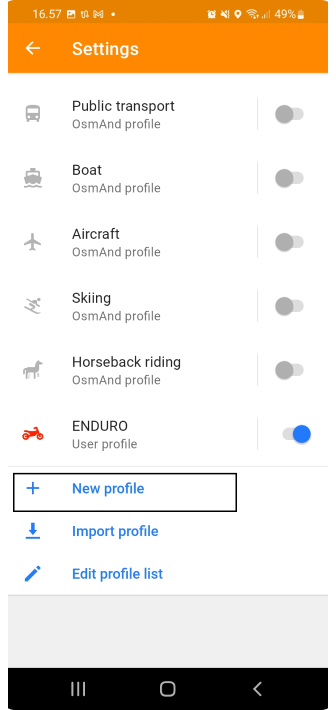 16.57
49%
Settings
Public transport
OsmAnd profile
Boat
OsmAnd profile
Aircraft
OsmAnd profile
Skiing
OsmAnd profile
Horseback riding
OsmAnd profile
ENDURO
User profile
New profile
Import profile
Edit profile list